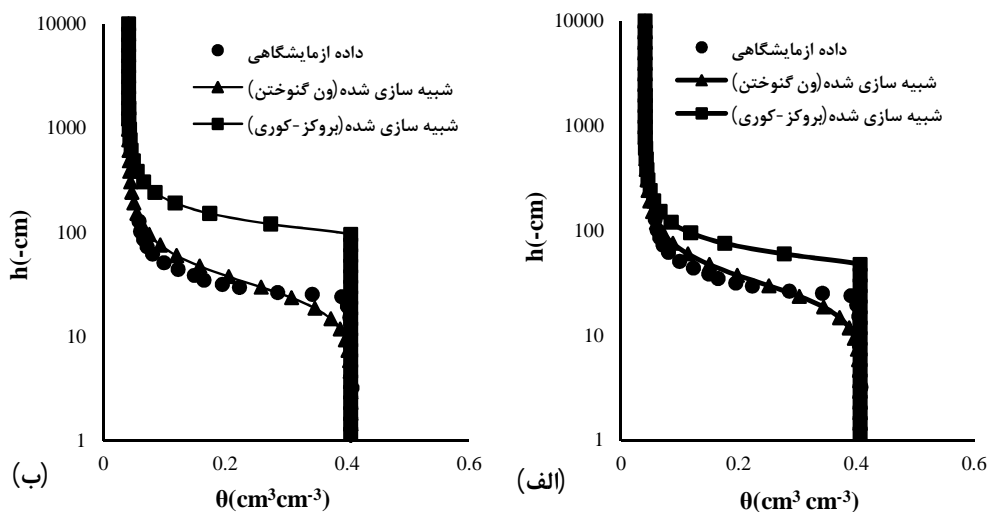 10000
1000
100
10
1
h(-cm)
داده ازمایشگاهی
شبیه سازی شده(ون گنوختن)
شبیه سازی شده(بروکز -کوری)
0
0.2
0.4
0.6
θ(cm³ cm⁻³)
(الف)
10000
1000
100
10
1
h(-cm)
داده ازمایشگاهی
شبیه سازی شده(ون گنوختن)
شبیه سازی شده(بروکز -کوری)
0
0.2
0.4
0.6
θ(cm³cm⁻³)
(ب)